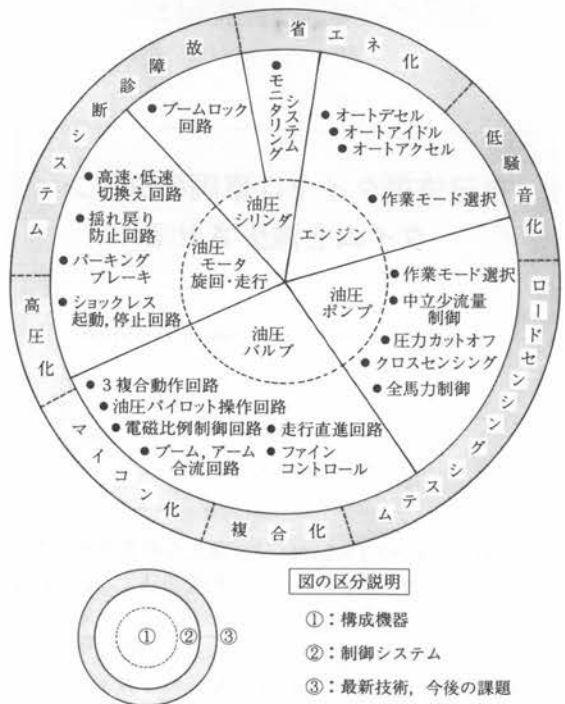 省エネ化
低騒音化
ロードセンシングシステム
複合化
マイコン化
高圧化
故障診断システム
●ブームロック
回路
●モニタリング
システム
●オートデセル
●オートアイドル
●オートアクセル
●作業モード選択
●高速・低速
切換え回路
●揺れ戻り
防止回路
●パーキング
ブレーキ
●ショックレス
起動,停止回路
油圧
シリンダ
エンジン
油圧
モータ
旋回・走行
油圧
ポンプ
油圧
バルブ
●作業モード選択
●中立少流量
制御
●圧力カットオフ
●クロスセンシング
●全馬力制御
●3複合動作回路
●油圧パイロット操作回路
●電磁比例制御回路 ●走行直進回路
●ブーム,アーム
合流回路
●ファイン
コントロール
① ② ③
図の区分説明
①:構成機器
②:制御システム
③:最新技術,今後の課題